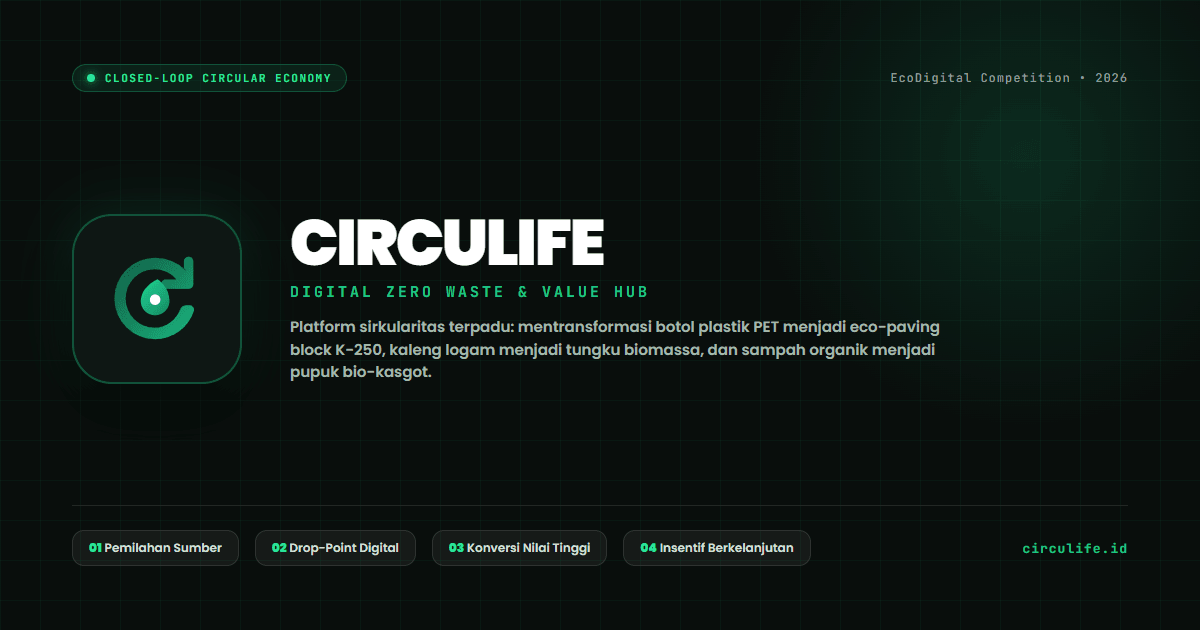 CLOSED-LOOP CIRCULAR ECONOMY
EcoDigital Competition • 2026
CIRCULIFE
DIGITAL ZERO WASTE & VALUE HUB
Platform sirkularitas terpadu: mentransformasi botol plastik PET menjadi eco-paving
block K-250, kaleng logam menjadi tungku biomassa, dan sampah organik menjadi
pupuk bio-kasgot.
01 Pemilahan Sumber
02 Drop-Point Digital
03 Konversi Nilai Tinggi
04 Insentif Berkelanjutan
circulife.id